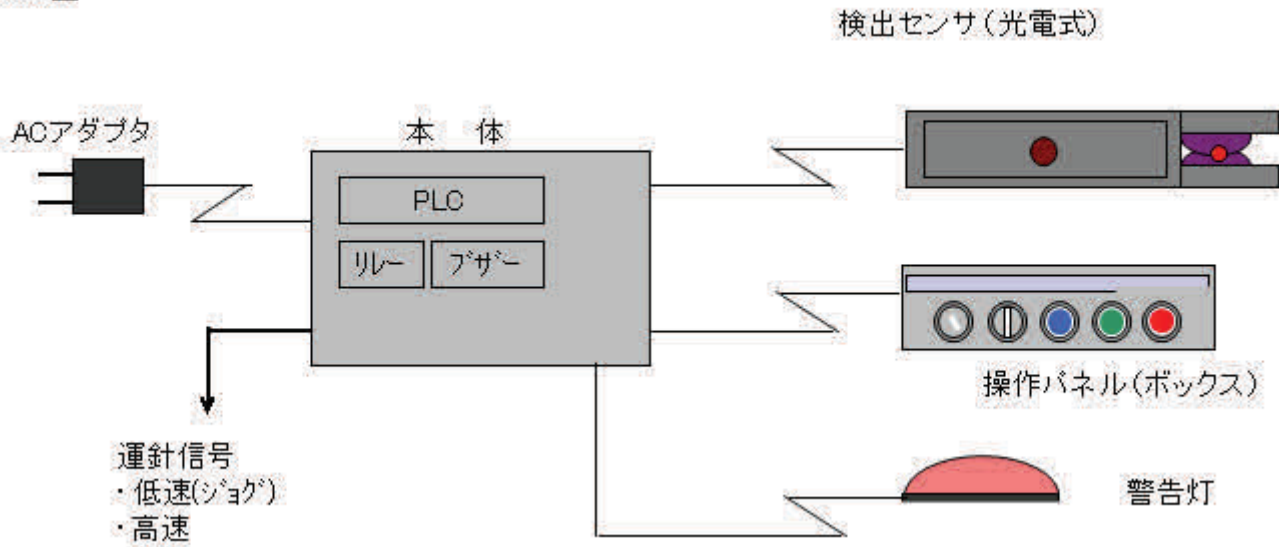 検出センサ(光電式)
ACアダプタ
本 体
PLC
リレー
ブザー
操作パネル(ボックス)
運針信号
・低速(ジョグ)
・高速
警告灯